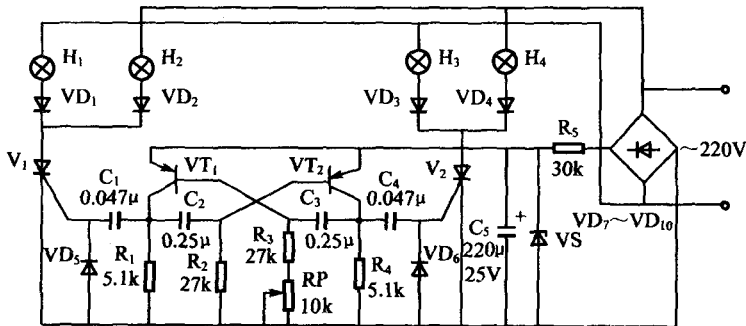 H₁
H₂
H₃
H₄
VD₁
VD₂
VD₃
VD₄
V₁
C₁
0.047μ
VT₁
C₂
0.25μ
VT₂
C₃
0.25μ
C₄
0.047μ
V₂
R₅
30k
~220V
VD₇~VD₁₀
VD₅
R₁
5.1k
R₂
27k
R₃
27k
RP
10k
R₄
5.1k
VD₆
C₅
220μ
25V
+
VS